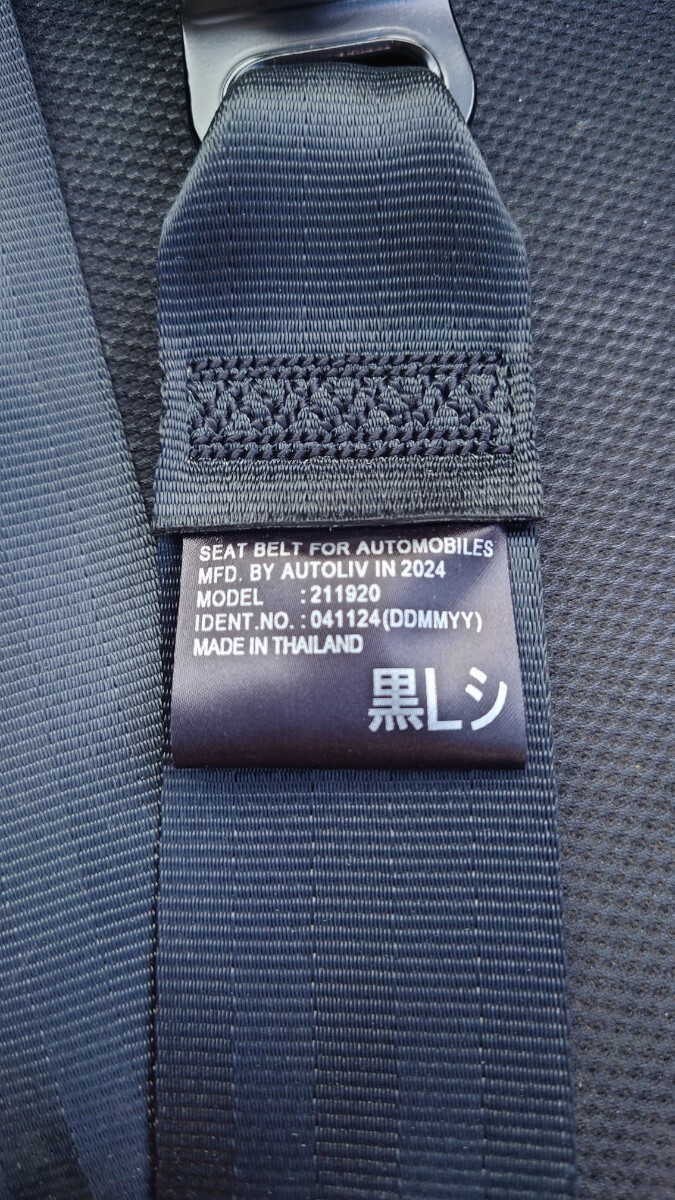 SEAT BELT FOR AUTOMOBILES
MFD. BY AUTOLIV IN 2024
MODEL : 211920
IDENT.NO. : 041124(DDMMYY)
MADE IN THAILAND
黒Lシ